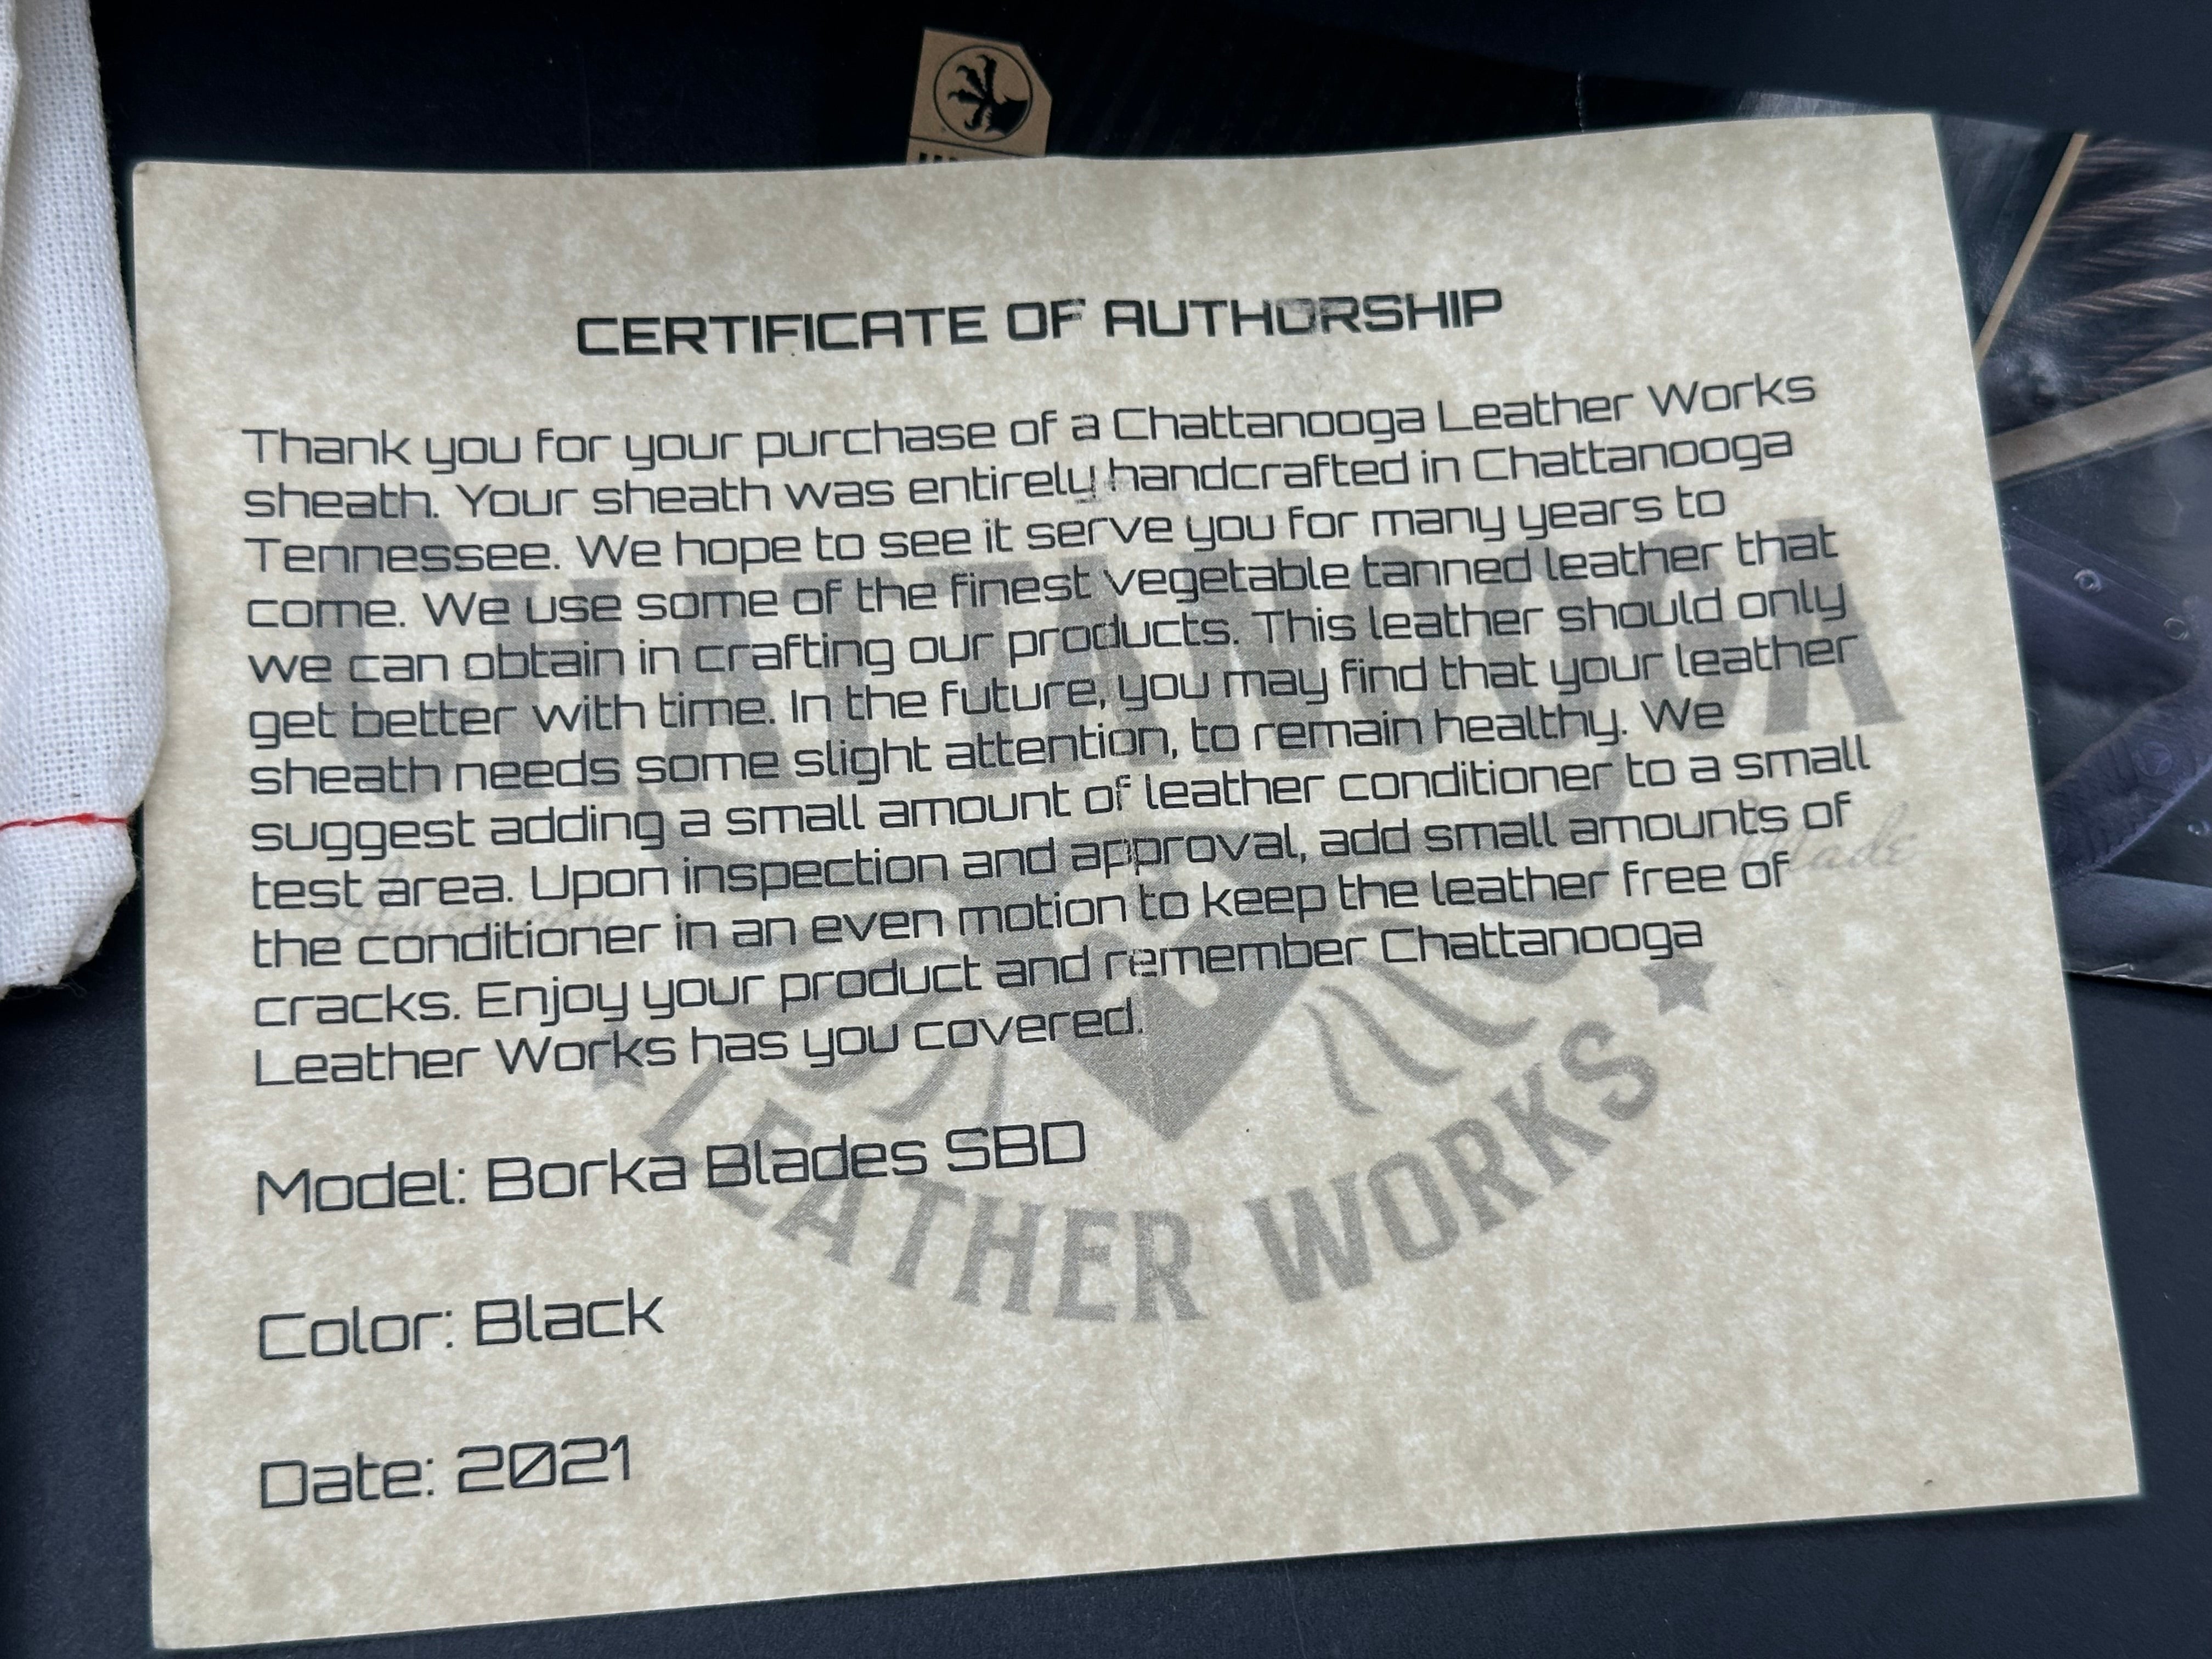 CERTIFICATE OF AUTHORSHIP
Thank you for your purchase of a Chattanooga Leather Works
sheath. Your sheath was entirely handcrafted in Chattanooga
Tennessee. We hope to see it serve you for many years to
come. We use some of the finest vegetable tanned leather that
we can obtain in crafting our products. This leather should only
get better with time. In the future, you may find that your leather
sheath needs some slight attention, to remain healthy. We
suggest adding a small amount of leather conditioner to a small
test area. Upon inspection and approval, add small amounts of
the conditioner in an even motion to keep the leather free of
cracks. Enjoy your product and remember Chattanooga
Leather Works has you covered.
CHATTANOOGA
LEATHER WORKS
Model: Borka Blades SBD
Color: Black
Date: 2021